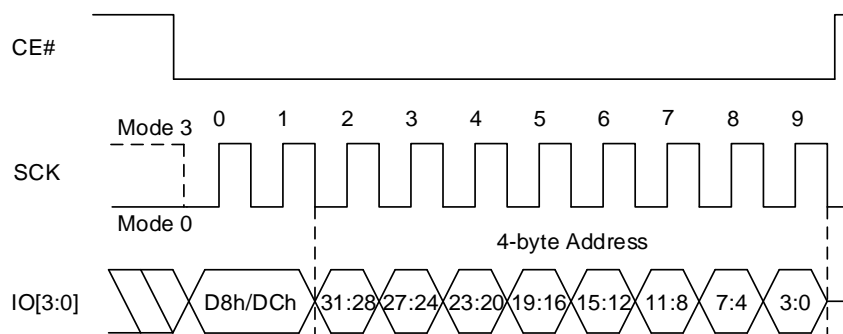 CE#
Mode 3 0 1 2 3 4 5 6 7 8 9
SCK
Mode 0
4-byte Address
IO[3:0] D8h/DCh 31:28 27:24 23:20 19:16 15:12 11:8 7:4 3:0